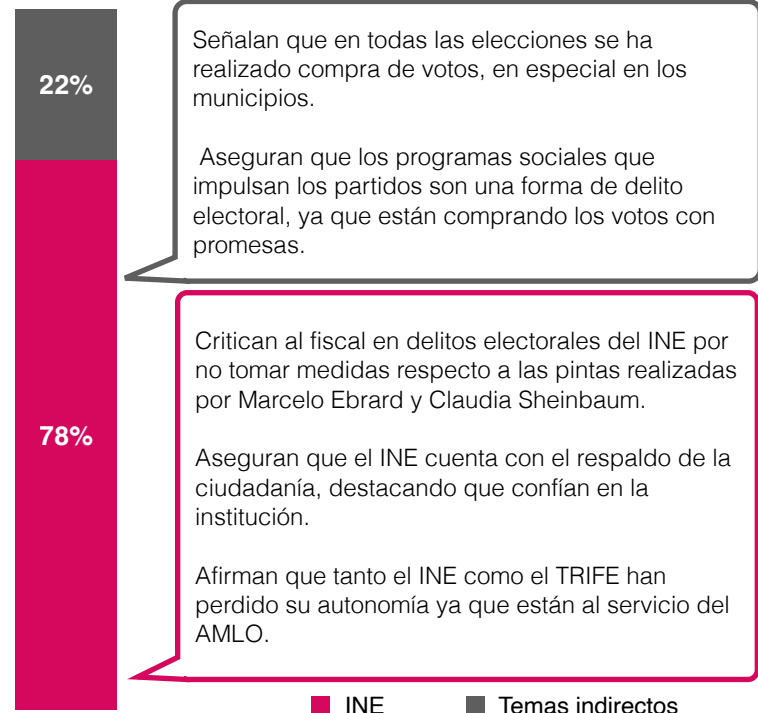 22%
Señalan que en todas las elecciones se ha
realizado compra de votos, en especial en los
municipios.
Aseguran que los programas sociales que
impulsan los partidos son una forma de delito
electoral, ya que están comprando los votos con
promesas.
78%
Critican al fiscal en delitos electorales del INE por
no tomar medidas respecto a las pintas realizadas
por Marcelo Ebrard y Claudia Sheinbaum.
Aseguran que el INE cuenta con el respaldo de la
ciudadanía, destacando que confían en la
institución.
Afirman que tanto el INE como el TRIFE han
perdido su autonomía ya que están al servicio del
AMLO.
INE Temas indirectos